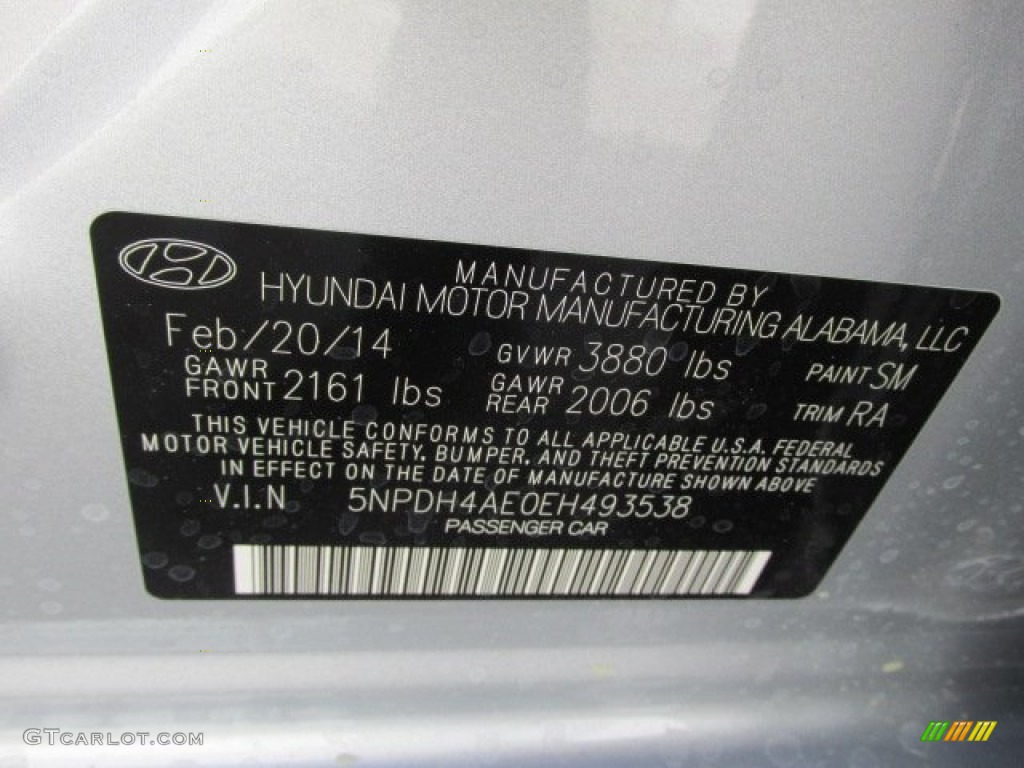 MANUFACTURED BY
HYUNDAI MOTOR MANUFACTURING ALABAMA, LLC
Feb/20/14 GVWR 3880 lbs PAINT SM
GAWR FRONT 2161 lbs GAWR REAR 2006 lbs TRIM RA
THIS VEHICLE CONFORMS TO ALL APPLICABLE U.S.A. FEDERAL
MOTOR VEHICLE SAFETY, BUMPER, AND THEFT PREVENTION STANDARDS
IN EFFECT ON THE DATE OF MANUFACTURE SHOWN ABOVE
V.I.N 5NPDH4AE0EH493538
PASSENGER CAR
GTCARLOT.COM